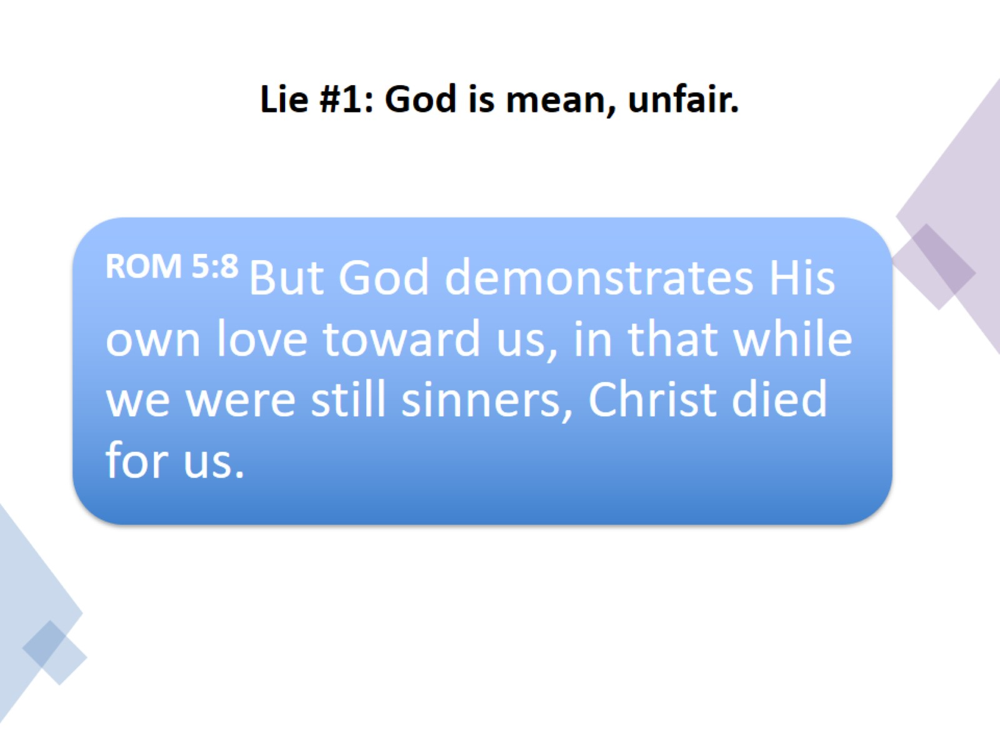 Lie #1: God is mean, unfair.
ROM 5:8 But God demonstrates His
own love toward us, in that while
we were still sinners, Christ died
for us.